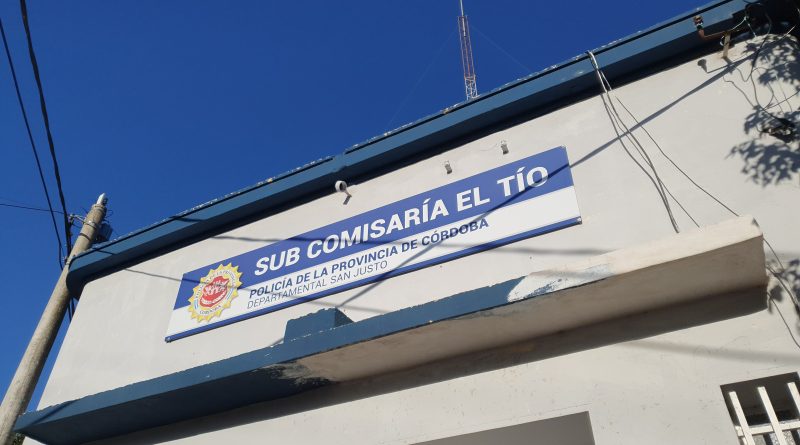 SUB COMISARÍA EL TÍO
POLICÍA DE LA PROVINCIA DE CÓRDOBA
DEPARTAMENTAL SAN JUSTO